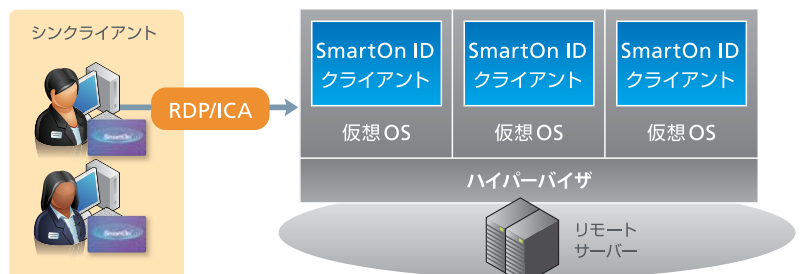 シンクライアント
SmartOn
SmartOn
RDP/ICA
SmartOn ID
クライアント
仮想OS
SmartOn ID
クライアント
仮想OS
SmartOn ID
クライアント
仮想OS
ハイパーバイザ
リモート
サーバー